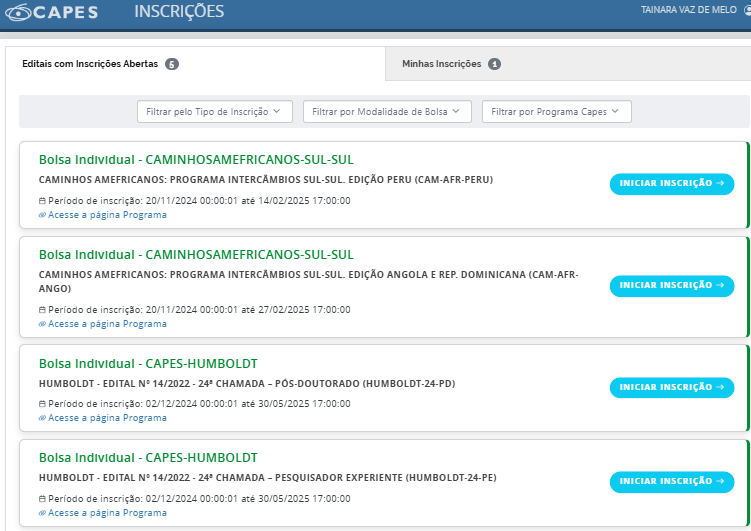 CAPES INSCRIÇÕES TAINARA VAZ DE MELO
Editais com Inscrições Abertas 5 Minhas Inscrições 1
Filtrar pelo Tipo de Inscrição Filtrar por Modalidade de Bolsa Filtrar por Programa Capes
Bolsa Individual - CAMINHOSAMEFRICANOS-SUL-SUL
CAMINHOS AMEFRICANOS: PROGRAMA INTERCÂMBIOS SUL-SUL. EDIÇÃO PERU (CAM-AFR-PERU)
INICIAR INSCRIÇÃO →
Período de inscrição: 20/11/2024 00:00:01 até 14/02/2025 17:00:00
Acesse a página Programa
Bolsa Individual - CAMINHOSAMEFRICANOS-SUL-SUL
CAMINHOS AMEFRICANOS: PROGRAMA INTERCÂMBIOS SUL-SUL. EDIÇÃO ANGOLA E REP. DOMINICANA (CAM-AFR-
ANGO)
INICIAR INSCRIÇÃO →
Período de inscrição: 20/11/2024 00:00:01 até 27/02/2025 17:00:00
Acesse a página Programa
Bolsa Individual - CAPES-HUMBOLDT
HUMBOLDT - EDITAL Nº 14/2022 - 24ª CHAMADA – PÓS-DOUTORADO (HUMBOLDT-24-PD)
INICIAR INSCRIÇÃO →
Período de inscrição: 02/12/2024 00:00:01 até 30/05/2025 17:00:00
Acesse a página Programa
Bolsa Individual - CAPES-HUMBOLDT
HUMBOLDT - EDITAL Nº 14/2022 - 24ª CHAMADA – PESQUISADOR EXPERIENTE (HUMBOLDT-24-PE)
INICIAR INSCRIÇÃO →
Período de inscrição: 02/12/2024 00:00:01 até 30/05/2025 17:00:00
Acesse a página Programa